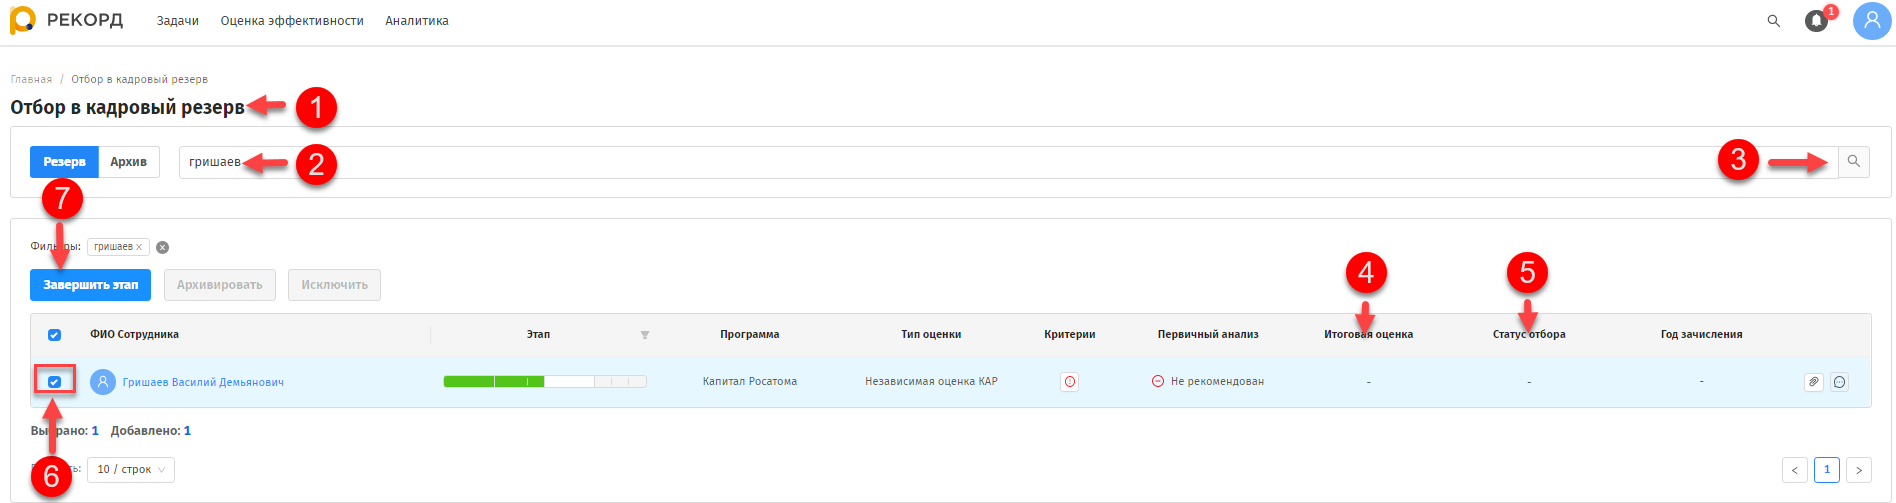 РЕКОРД Задачи Оценка эффективности Аналитика 1
Главная / Отбор в кадровый резерв
Отбор в кадровый резерв 1
Резерв Архив гришаев 2 3
7
Фильтры: гришаев
4 5
Завершить этап Архивировать Исключить
ФИО Сотрудника Этап Программа Тип оценки Критерии Первичный анализ Итоговая оценка Статус отбора Год зачисления
Гришаев Василий Демьянович Капитал Росатома Независимая оценка КАР Не рекомендован - - -
Выбрано: 1 Добавлено: 1
6 10 / строк < 1 >